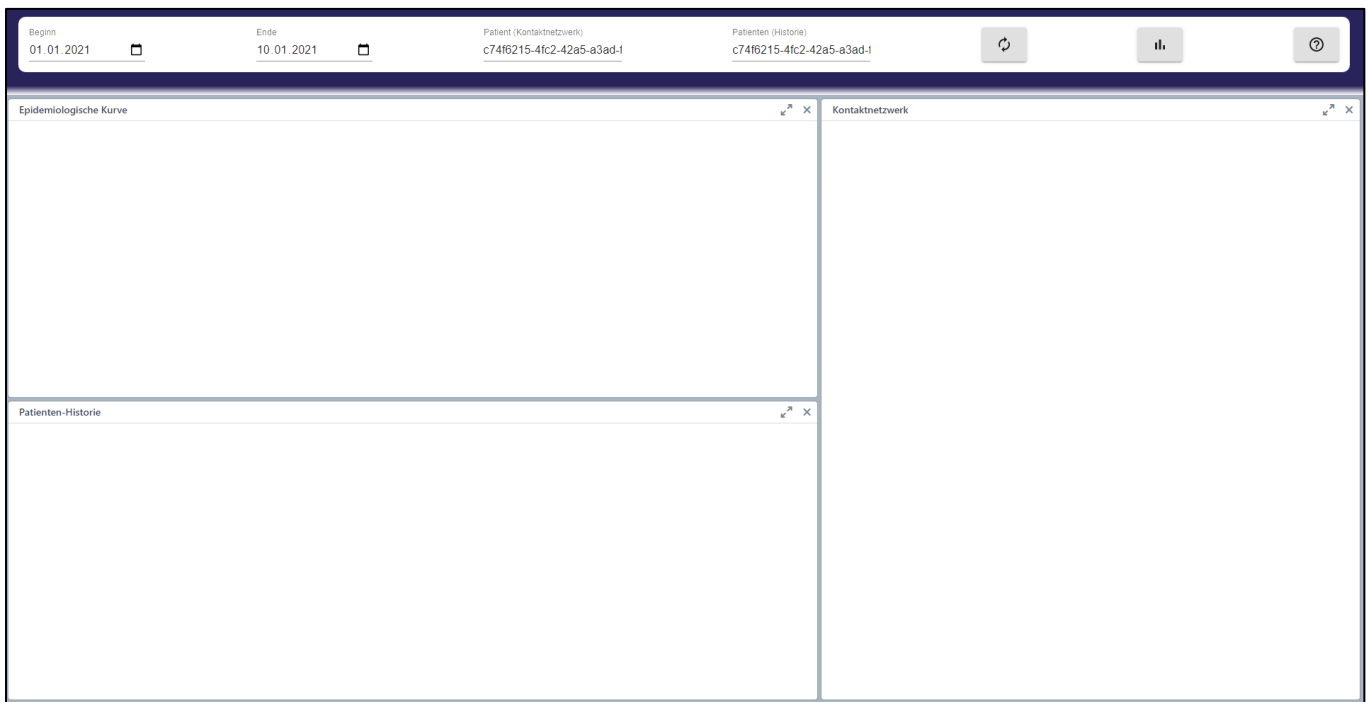 Beginn
01.01.2021
Ende
10.01.2021
Patient (Kontaktnetzwerk)
c74f6215-4fc2-42a5-a3ad-f
Patienten (Historie)
c74f6215-4fc2-42a5-a3ad-f
Epidemiologische Kurve
Kontaktnetzwerk
Patienten-Historie